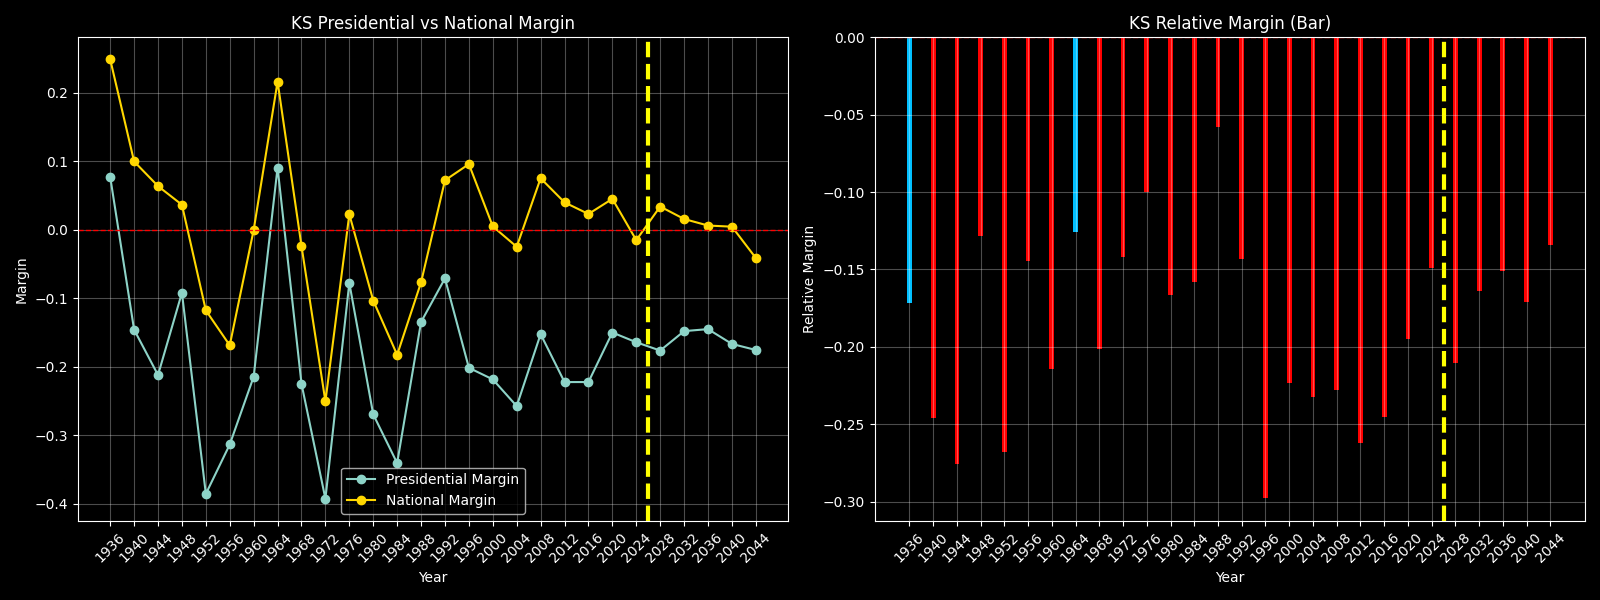 KS Presidential vs National Margin
Margin
0.2
0.1
0.0
−0.1
−0.2
−0.3
−0.4
Presidential Margin
National Margin
1936 1940 1944 1948 1952 1956 1960 1964 1968 1972 1976 1980 1984 1988 1992 1996 2000 2004 2008 2012 2016 2020 2024 2028 2032 2036 2040 2044
Year
KS Relative Margin (Bar)
Relative Margin
0.00
−0.05
−0.10
−0.15
−0.20
−0.25
−0.30
1936 1940 1944 1948 1952 1956 1960 1964 1968 1972 1976 1980 1984 1988 1992 1996 2000 2004 2008 2012 2016 2020 2024 2028 2032 2036 2040 2044
Year